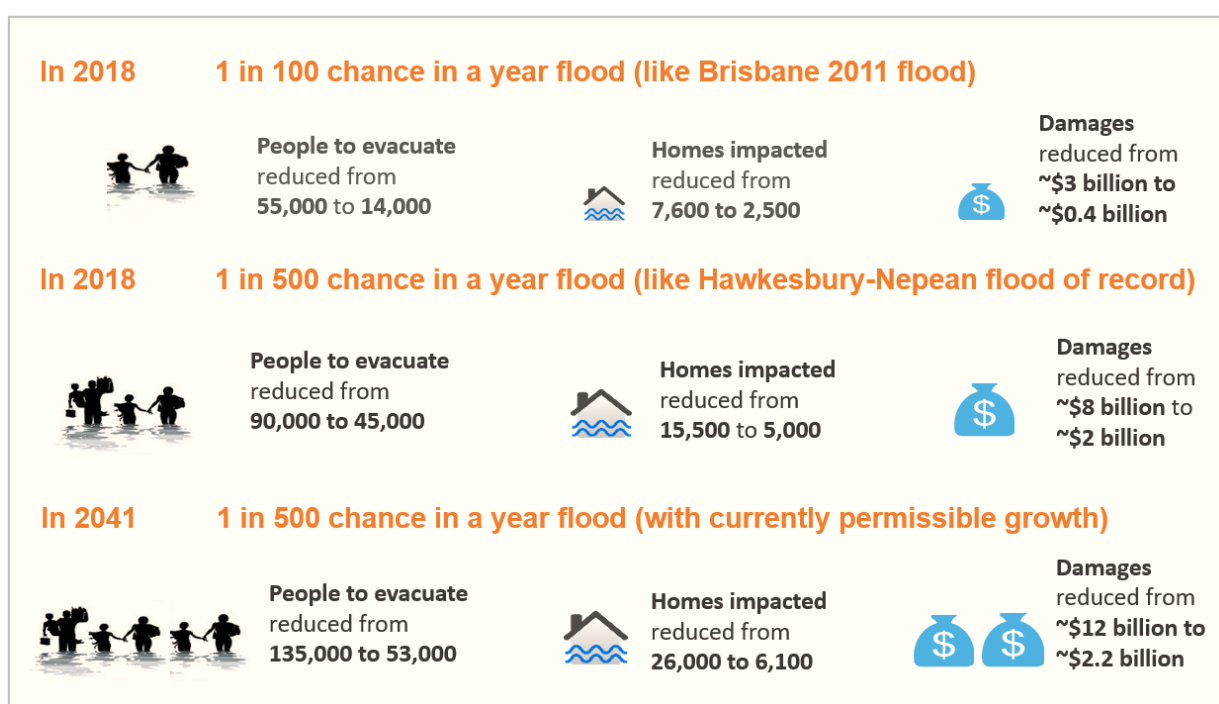 In 2018 1 in 100 chance in a year flood (like Brisbane 2011 flood)
People to evacuate
reduced from
55,000 to 14,000
Homes impacted
reduced from
7,600 to 2,500
$
Damages
reduced from
~$3 billion to
~$0.4 billion
In 2018 1 in 500 chance in a year flood (like Hawkesbury-Nepean flood of record)
People to evacuate
reduced from
90,000 to 45,000
Homes impacted
reduced from
15,500 to 5,000
$
Damages
reduced from
~$8 billion to
~$2 billion
In 2041 1 in 500 chance in a year flood (with currently permissible growth)
People to evacuate
reduced from
135,000 to 53,000
Homes impacted
reduced from
26,000 to 6,100
$ $
Damages
reduced from
~$12 billion to
~$2.2 billion